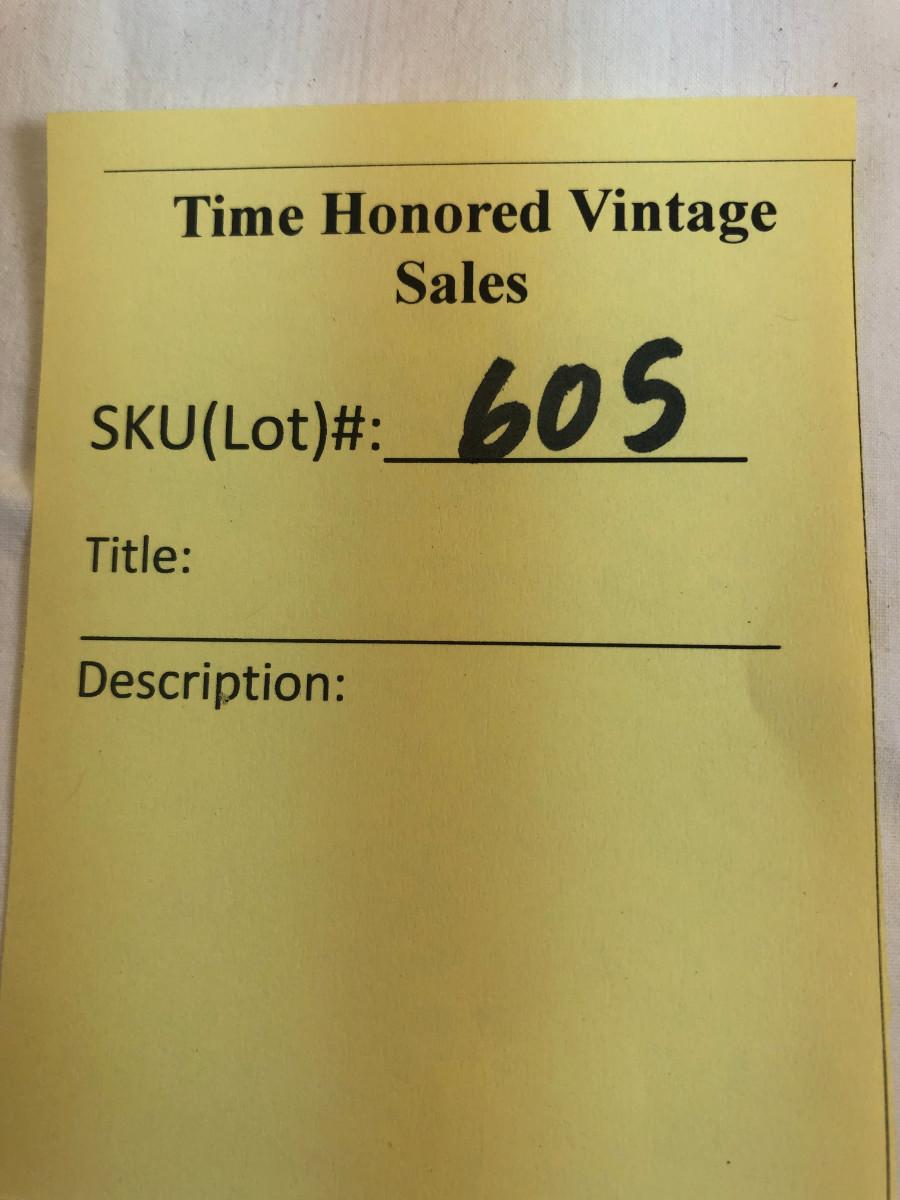 Time Honored Vintage
Sales
SKU(Lot)#: 605
Title:
Description: